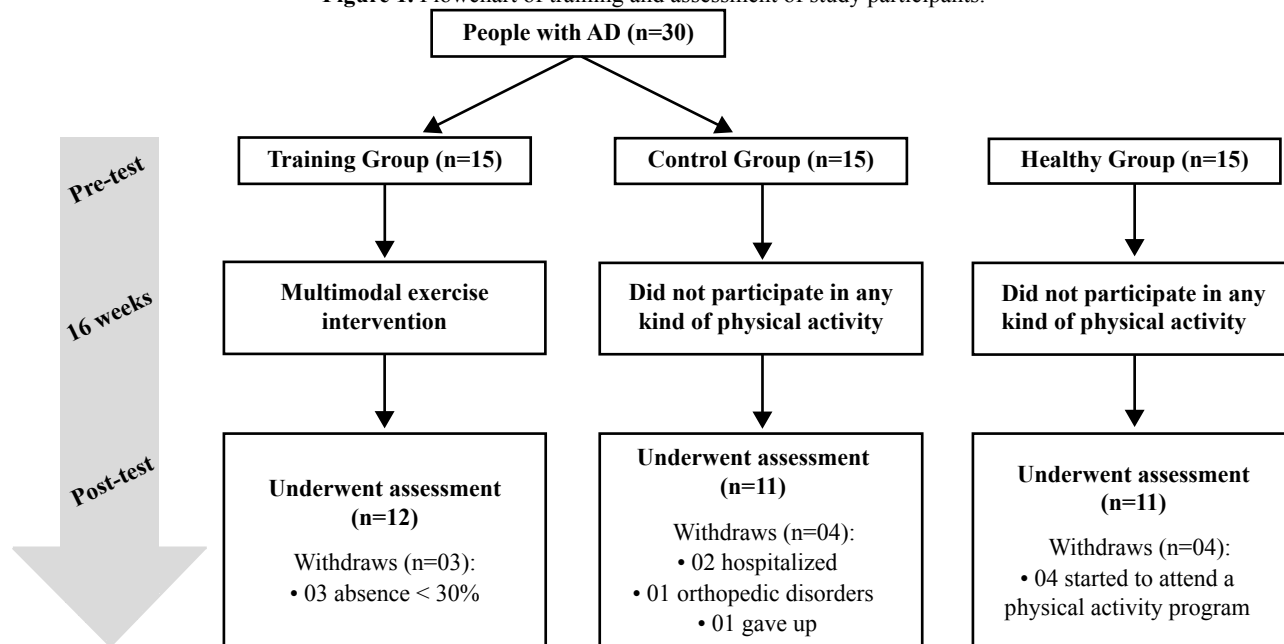 Figure 1. Flowchart of training and assessment of study participants.
People with AD (n=30)
Pre-test
Training Group (n=15)
Control Group (n=15)
Healthy Group (n=15)
16 weeks
Multimodal exercise
intervention
Did not participate in any
kind of physical activity
Did not participate in any
kind of physical activity
Post-test
Underwent assessment
(n=12)
Withdraws (n=03):
• 03 absence < 30%
Underwent assessment
(n=11)
Withdraws (n=04):
• 02 hospitalized
• 01 orthopedic disorders
• 01 gave up
Underwent assessment
(n=11)
Withdraws (n=04):
• 04 started to attend a
physical activity program